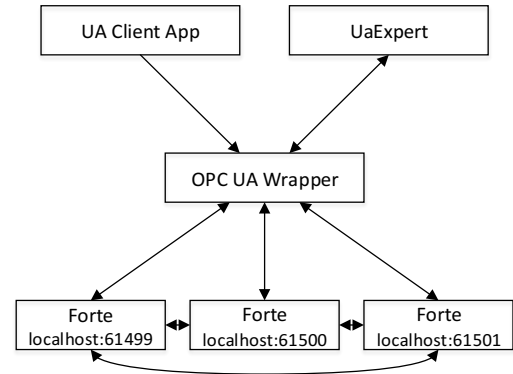 UA Client App
UaExpert
OPC UA Wrapper
Forte
localhost:61499
Forte
localhost:61500
Forte
localhost:61501